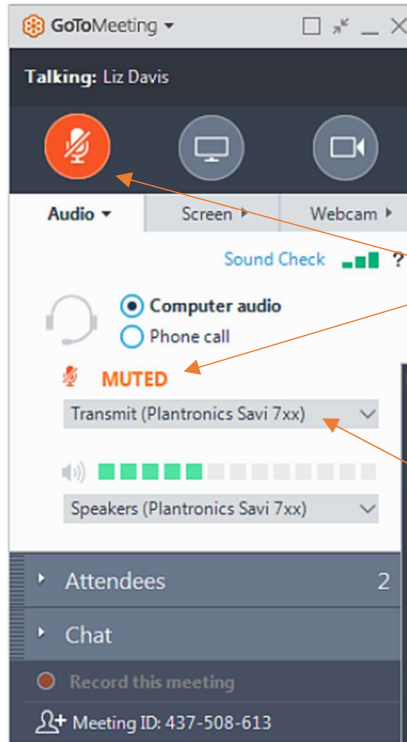 GoToMeeting
Talking: Liz Davis
Audio Screen Webcam
Sound Check ?
Computer audio
Phone call
MUTED
Transmit (Plantronics Savi 7xx)
Speakers (Plantronics Savi 7xx)
Attendees 2
Chat
Record this meeting
Meeting ID: 437-508-613